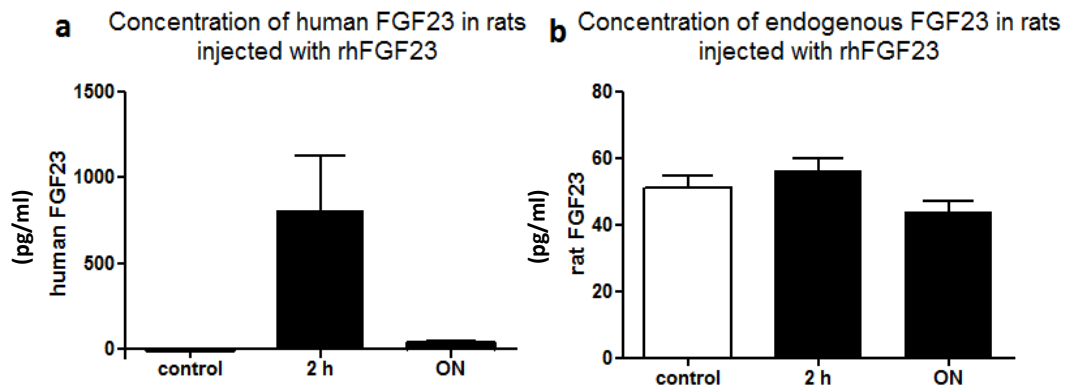 a Concentration of human FGF23 in rats
injected with rhFGF23
(pg/ml)
human FGF23
1500
1000
500
0
control 2 h ON
b Concentration of endogenous FGF23 in rats
injected with rhFGF23
(pg/ml)
rat FGF23
80
60
40
20
0
control 2 h ON